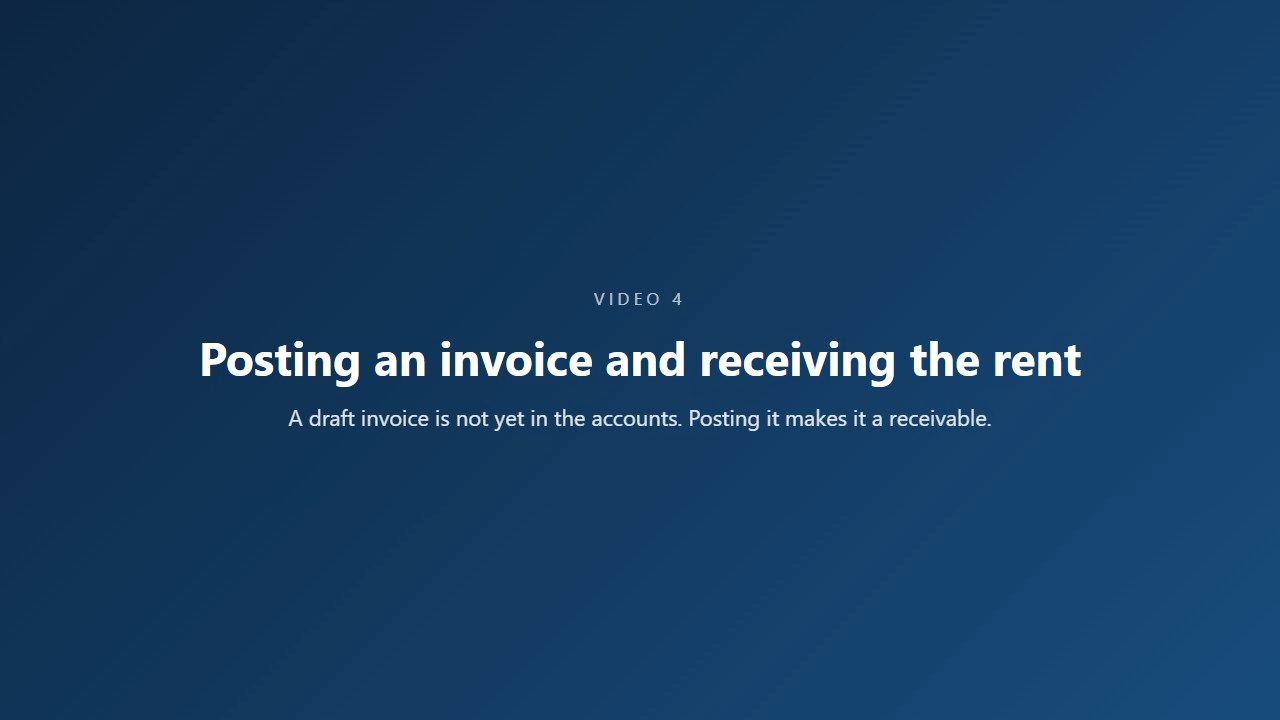 VIDEO 4
Posting an invoice and receiving the rent
A draft invoice is not yet in the accounts. Posting it makes it a receivable.